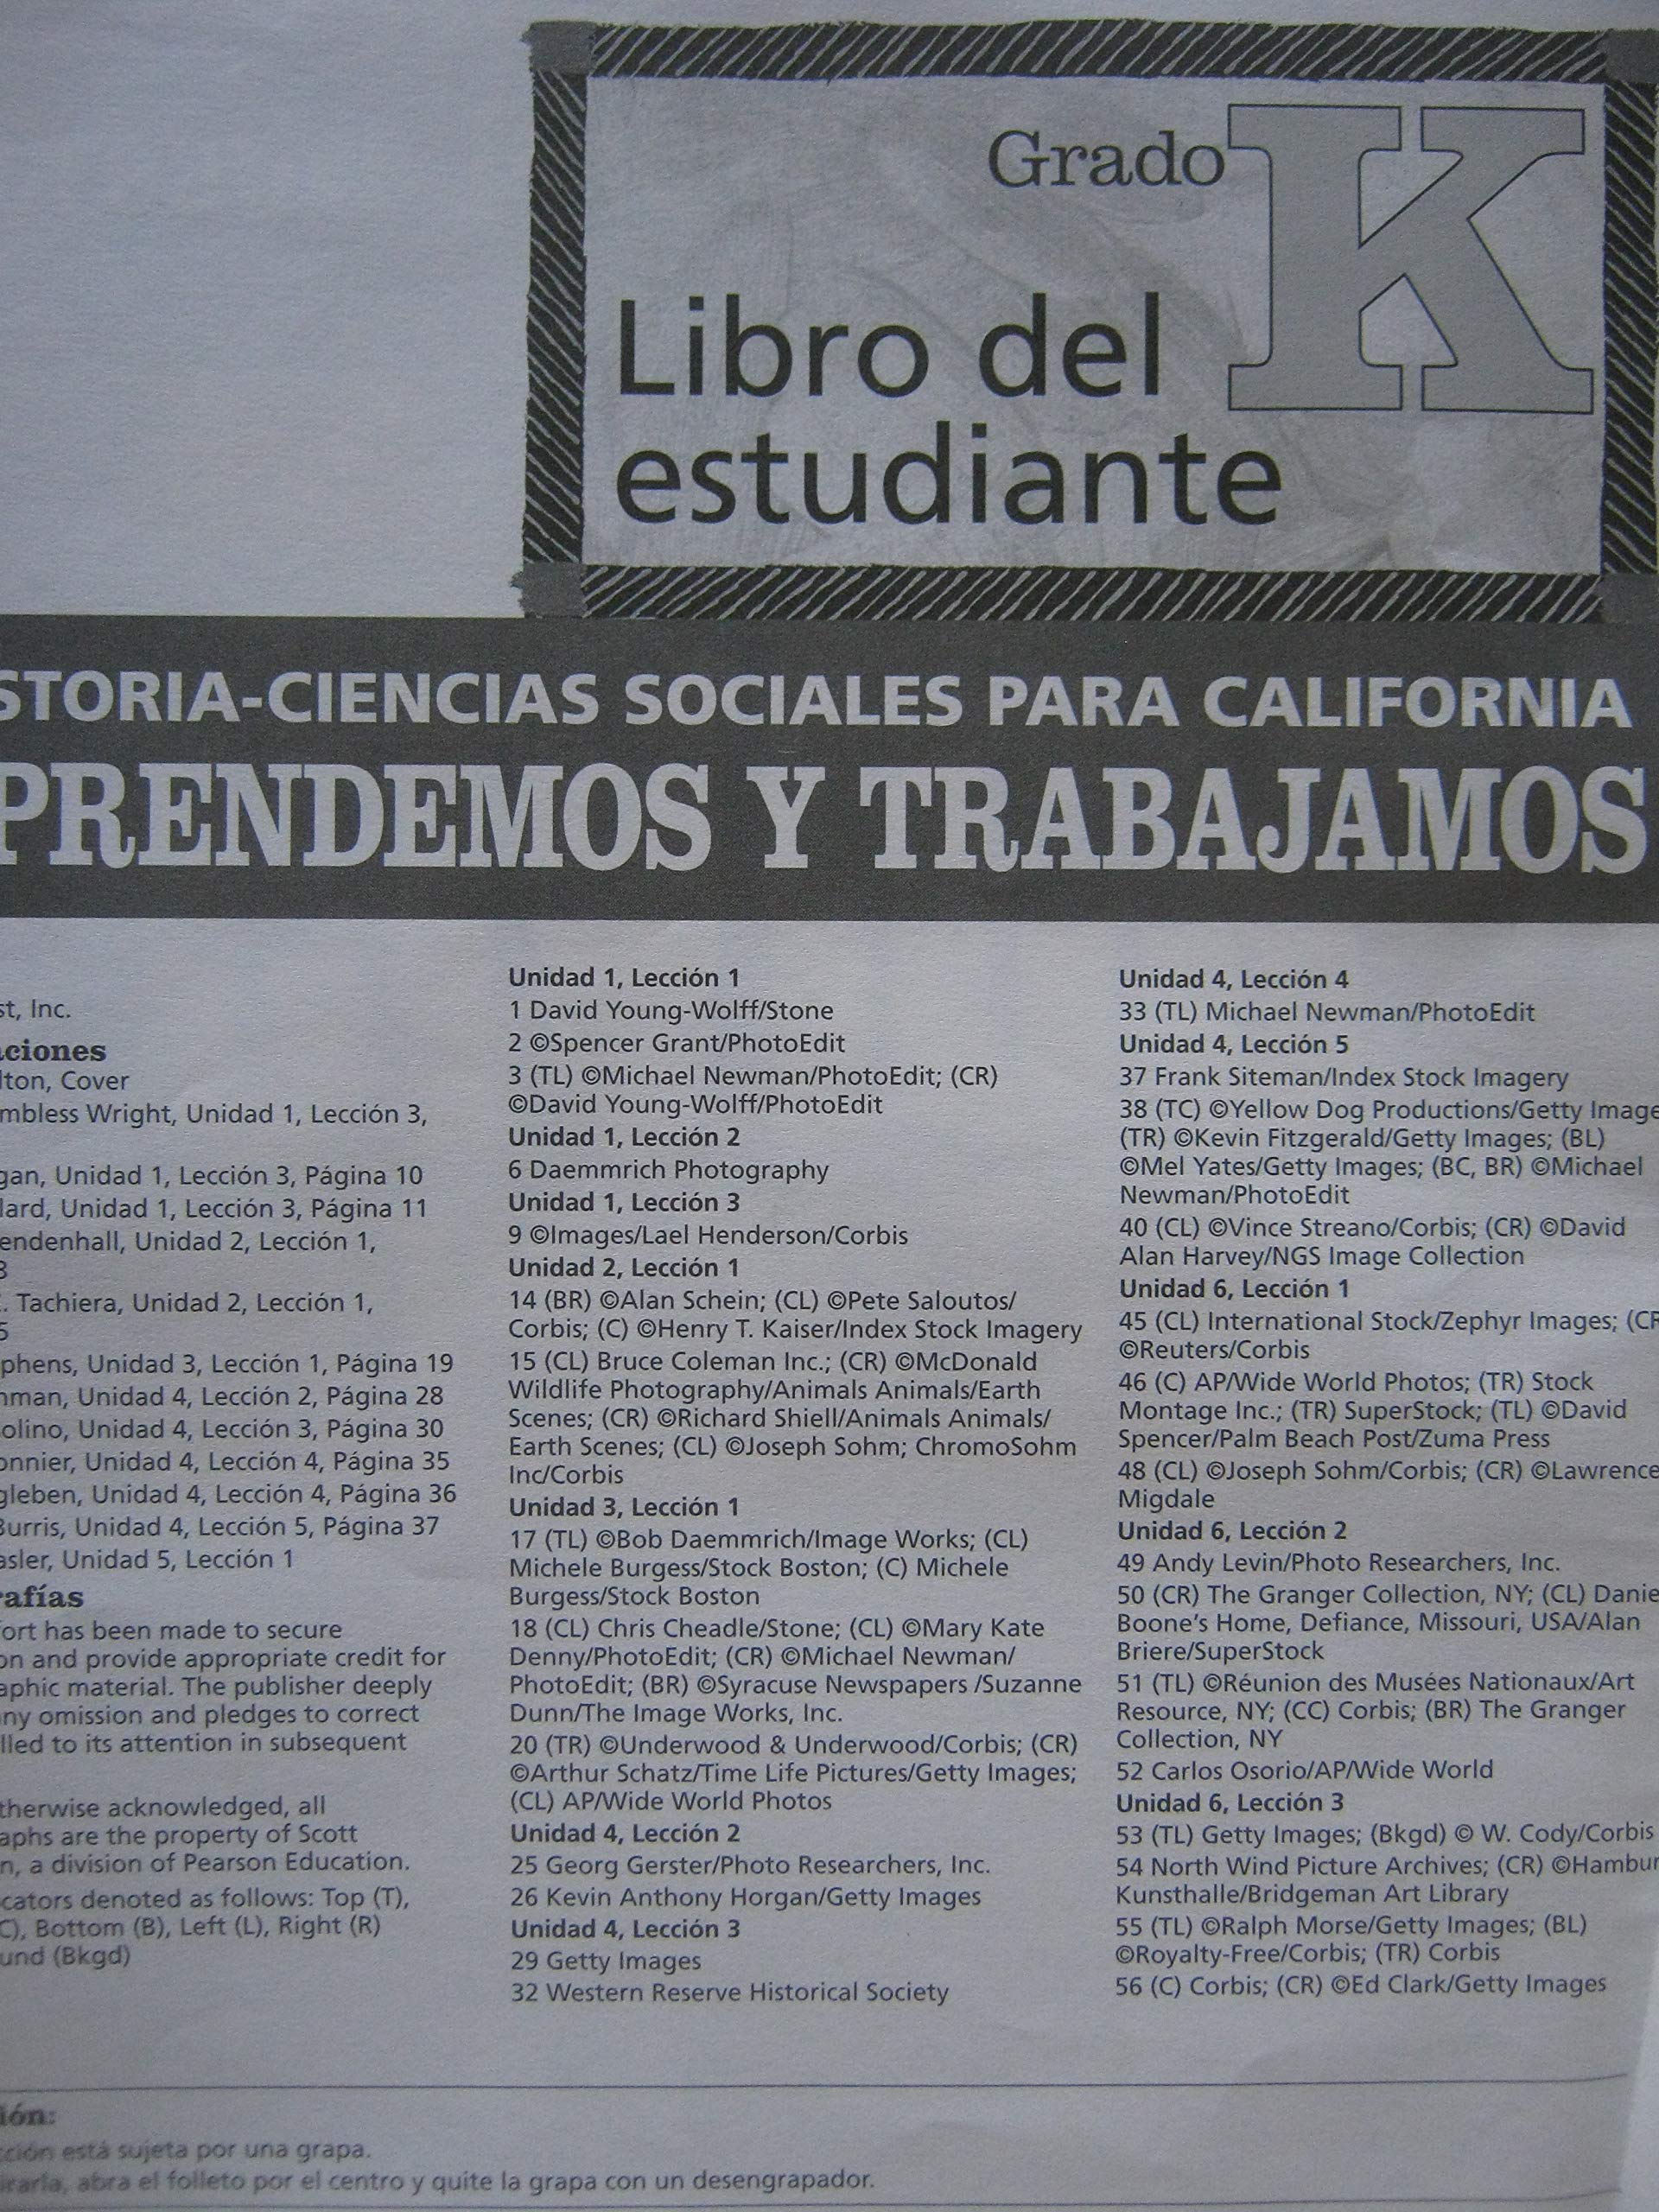 Grado K
Libro del
estudiante
STORIA-CIENCIAS SOCIALES PARA CALIFORNIA
PRENDEMOS Y TRABAJAMOS
st, Inc.
aciones
lton, Cover
mbless Wright, Unidad 1, Lección 3,
gan, Unidad 1, Lección 3, Página 10
lard, Unidad 1, Lección 3, Página 11
endenhall, Unidad 2, Lección 1,
3
. Tachiera, Unidad 2, Lección 1,
5
phens, Unidad 3, Lección 1, Página 19
nman, Unidad 4, Lección 2, Página 28
olino, Unidad 4, Lección 3, Página 30
onnier, Unidad 4, Lección 4, Página 35
gleben, Unidad 4, Lección 4, Página 36
Burris, Unidad 4, Lección 5, Página 37
asler, Unidad 5, Lección 1
rafías
fort has been made to secure
on and provide appropriate credit for
aphic material. The publisher deeply
any omission and pledges to correct
lled to its attention in subsequent
therwise acknowledged, all
aphs are the property of Scott
n, a division of Pearson Education.
cators denoted as follows: Top (T),
C), Bottom (B), Left (L), Right (R)
und (Bkgd)
Unidad 1, Lección 1
1 David Young-Wolff/Stone
2 ©Spencer Grant/PhotoEdit
3 (TL) ©Michael Newman/PhotoEdit; (CR)
©David Young-Wolff/PhotoEdit
Unidad 1, Lección 2
6 Daemmrich Photography
Unidad 1, Lección 3
9 ©Images/Lael Henderson/Corbis
Unidad 2, Lección 1
14 (BR) ©Alan Schein; (CL) ©Pete Saloutos/
Corbis; (C) ©Henry T. Kaiser/Index Stock Imagery
15 (CL) Bruce Coleman Inc.; (CR) ©McDonald
Wildlife Photography/Animals Animals/Earth
Scenes; (CR) ©Richard Shiell/Animals Animals/
Earth Scenes; (CL) ©Joseph Sohm; ChromoSohm
Inc/Corbis
Unidad 3, Lección 1
17 (TL) ©Bob Daemmrich/Image Works; (CL)
Michele Burgess/Stock Boston; (C) Michele
Burgess/Stock Boston
18 (CL) Chris Cheadle/Stone; (CL) ©Mary Kate
Denny/PhotoEdit; (CR) ©Michael Newman/
PhotoEdit; (BR) ©Syracuse Newspapers /Suzanne
Dunn/The Image Works, Inc.
20 (TR) ©Underwood & Underwood/Corbis; (CR)
©Arthur Schatz/Time Life Pictures/Getty Images;
(CL) AP/Wide World Photos
Unidad 4, Lección 2
25 Georg Gerster/Photo Researchers, Inc.
26 Kevin Anthony Horgan/Getty Images
Unidad 4, Lección 3
29 Getty Images
32 Western Reserve Historical Society
Unidad 4, Lección 4
33 (TL) Michael Newman/PhotoEdit
Unidad 4, Lección 5
37 Frank Siteman/Index Stock Imagery
38 (TC) ©Yellow Dog Productions/Getty Image
(TR) ©Kevin Fitzgerald/Getty Images; (BL)
©Mel Yates/Getty Images; (BC, BR) ©Michael
Newman/PhotoEdit
40 (CL) ©Vince Streano/Corbis; (CR) ©David
Alan Harvey/NGS Image Collection
Unidad 6, Lección 1
45 (CL) International Stock/Zephyr Images; (CR
©Reuters/Corbis
46 (C) AP/Wide World Photos; (TR) Stock
Montage Inc.; (TR) SuperStock; (TL) ©David
Spencer/Palm Beach Post/Zuma Press
48 (CL) ©Joseph Sohm/Corbis; (CR) ©Lawrence
Migdale
Unidad 6, Lección 2
49 Andy Levin/Photo Researchers, Inc.
50 (CR) The Granger Collection, NY; (CL) Danie
Boone's Home, Defiance, Missouri, USA/Alan
Briere/SuperStock
51 (TL) ©Réunion des Musées Nationaux/Art
Resource, NY; (CC) Corbis; (BR) The Granger
Collection, NY
52 Carlos Osorio/AP/Wide World
Unidad 6, Lección 3
53 (TL) Getty Images; (Bkgd) © W. Cody/Corbis
54 North Wind Picture Archives; (CR) ©Hambur
Kunsthalle/Bridgeman Art Library
55 (TL) ©Ralph Morse/Getty Images; (BL)
©Royalty-Free/Corbis; (TR) Corbis
56 (C) Corbis; (CR) ©Ed Clark/Getty Images
ión:
cción está sujeta por una grapa.
irarla, abra el folleto por el centro y quite la grapa con un desengrapador.